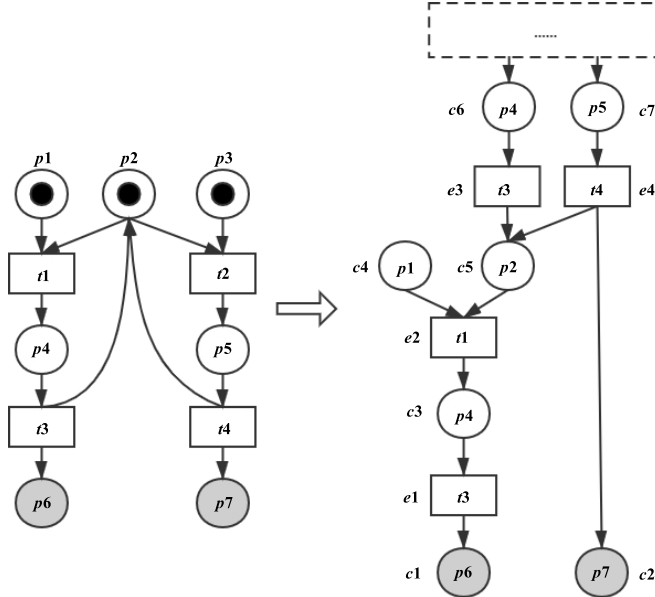 p1 p2 p3
t1 t2
p4 p5
t3 t4
p6 p7
......
c6 p4 p5 c7
e3 t3 t4 e4
c4 p1 c5 p2
e2 t1
c3 p4
e1 t3
c1 p6 p7 c2